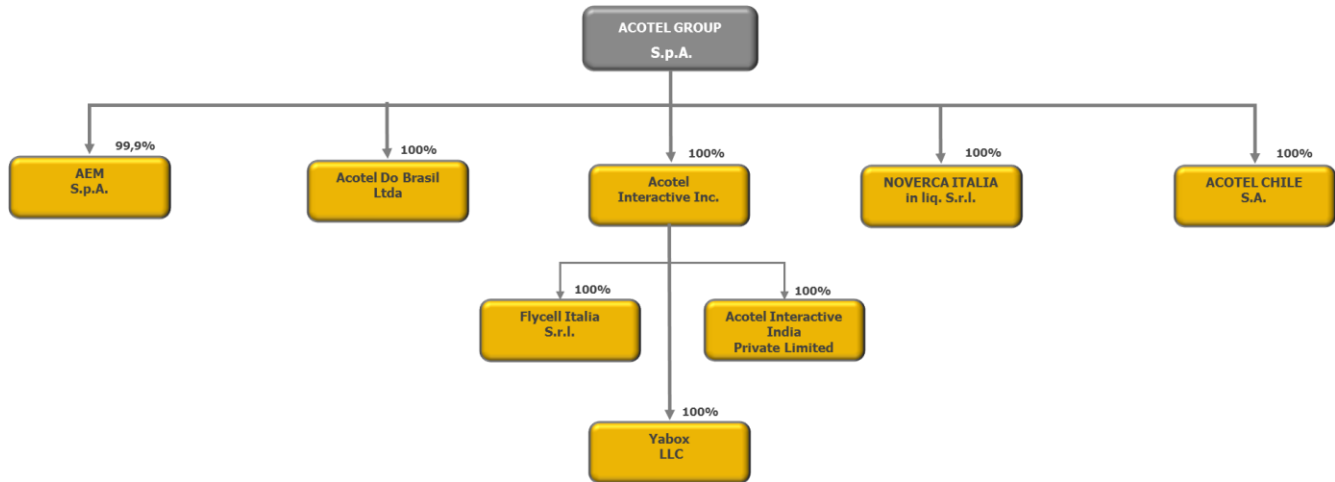 ACOTEL GROUP
S.p.A.
99,9%
AEM
S.p.A.
100%
Acotel Do Brasil
Ltda
100%
Acotel
Interactive Inc.
100%
NOVERCA ITALIA
in liq. S.r.l.
100%
ACOTEL CHILE
S.A.
100%
Flycell Italia
S.r.l.
100%
Acotel Interactive
India
Private Limited
100%
Yabox
LLC